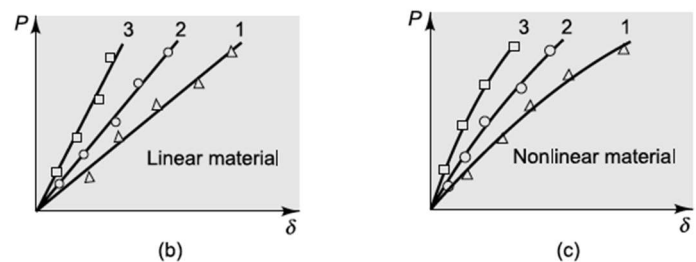 P
3
2
1
Linear material
δ
(b)
P
3
2
1
Nonlinear material
δ
(c)